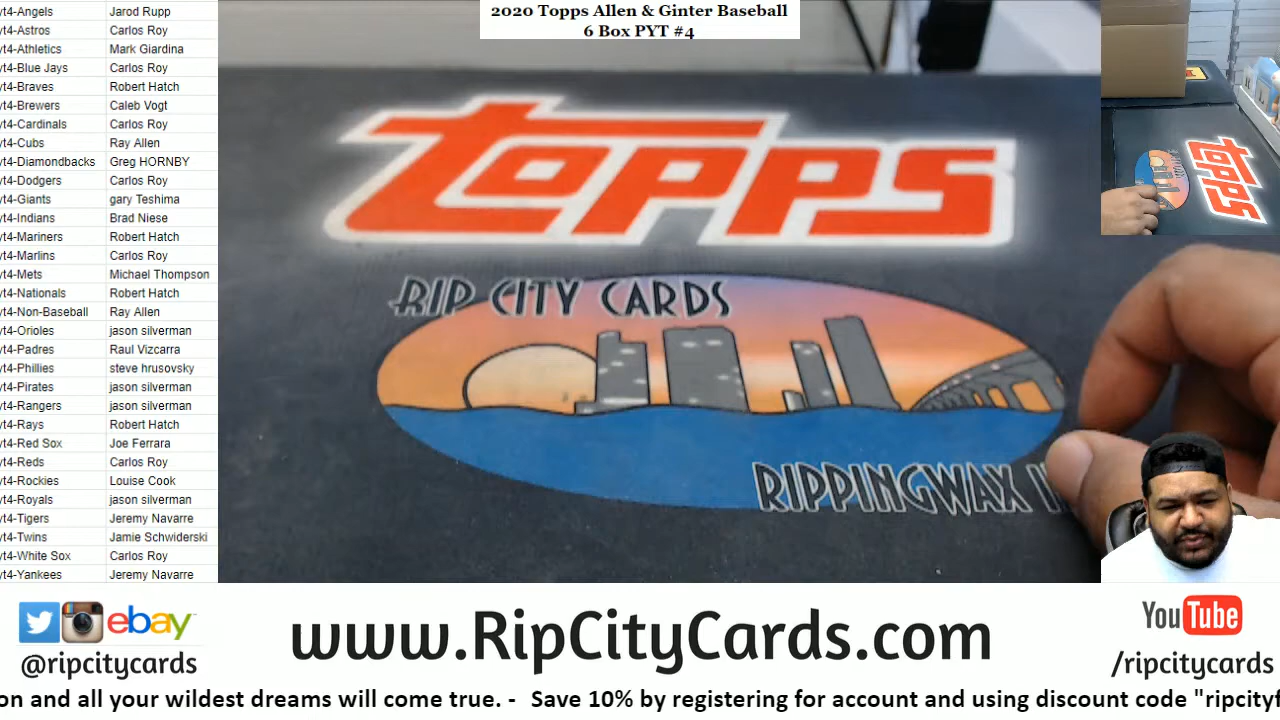 2020 Topps Allen & Ginter Baseball
6 Box PYT #4
yt4-Angels Jarod Rupp
yt4-Astros Carlos Roy
yt4-Athletics Mark Giardina
yt4-Blue Jays Carlos Roy
yt4-Braves Robert Hatch
yt4-Brewers Caleb Vogt
yt4-Cardinals Carlos Roy
yt4-Cubs Ray Allen
yt4-Diamondbacks Greg HORNBY
yt4-Dodgers Carlos Roy
yt4-Giants gary Teshima
yt4-Indians Brad Niese
yt4-Mariners Robert Hatch
yt4-Marlins Carlos Roy
yt4-Mets Michael Thompson
yt4-Nationals Robert Hatch
yt4-Non-Baseball Ray Allen
yt4-Orioles jason silverman
yt4-Padres Raul Vizcarra
yt4-Phillies steve hrusovsky
yt4-Pirates jason silverman
yt4-Rangers jason silverman
yt4-Rays Robert Hatch
yt4-Red Sox Joe Ferrara
yt4-Reds Carlos Roy
yt4-Rockies Louise Cook
yt4-Royals jason silverman
yt4-Tigers Jeremy Navarre
yt4-Twins Jamie Schwiderski
yt4-White Sox Carlos Roy
yt4-Yankees Jeremy Navarre
topps
RIP CITY CARDS
RIPPINGWAX
topps
ebay
@ripcitycards
www.RipCityCards.com
YouTube
/ripcitycards
on and all your wildest dreams will come true. - Save 10% by registering for account and using discount code "ripcityf